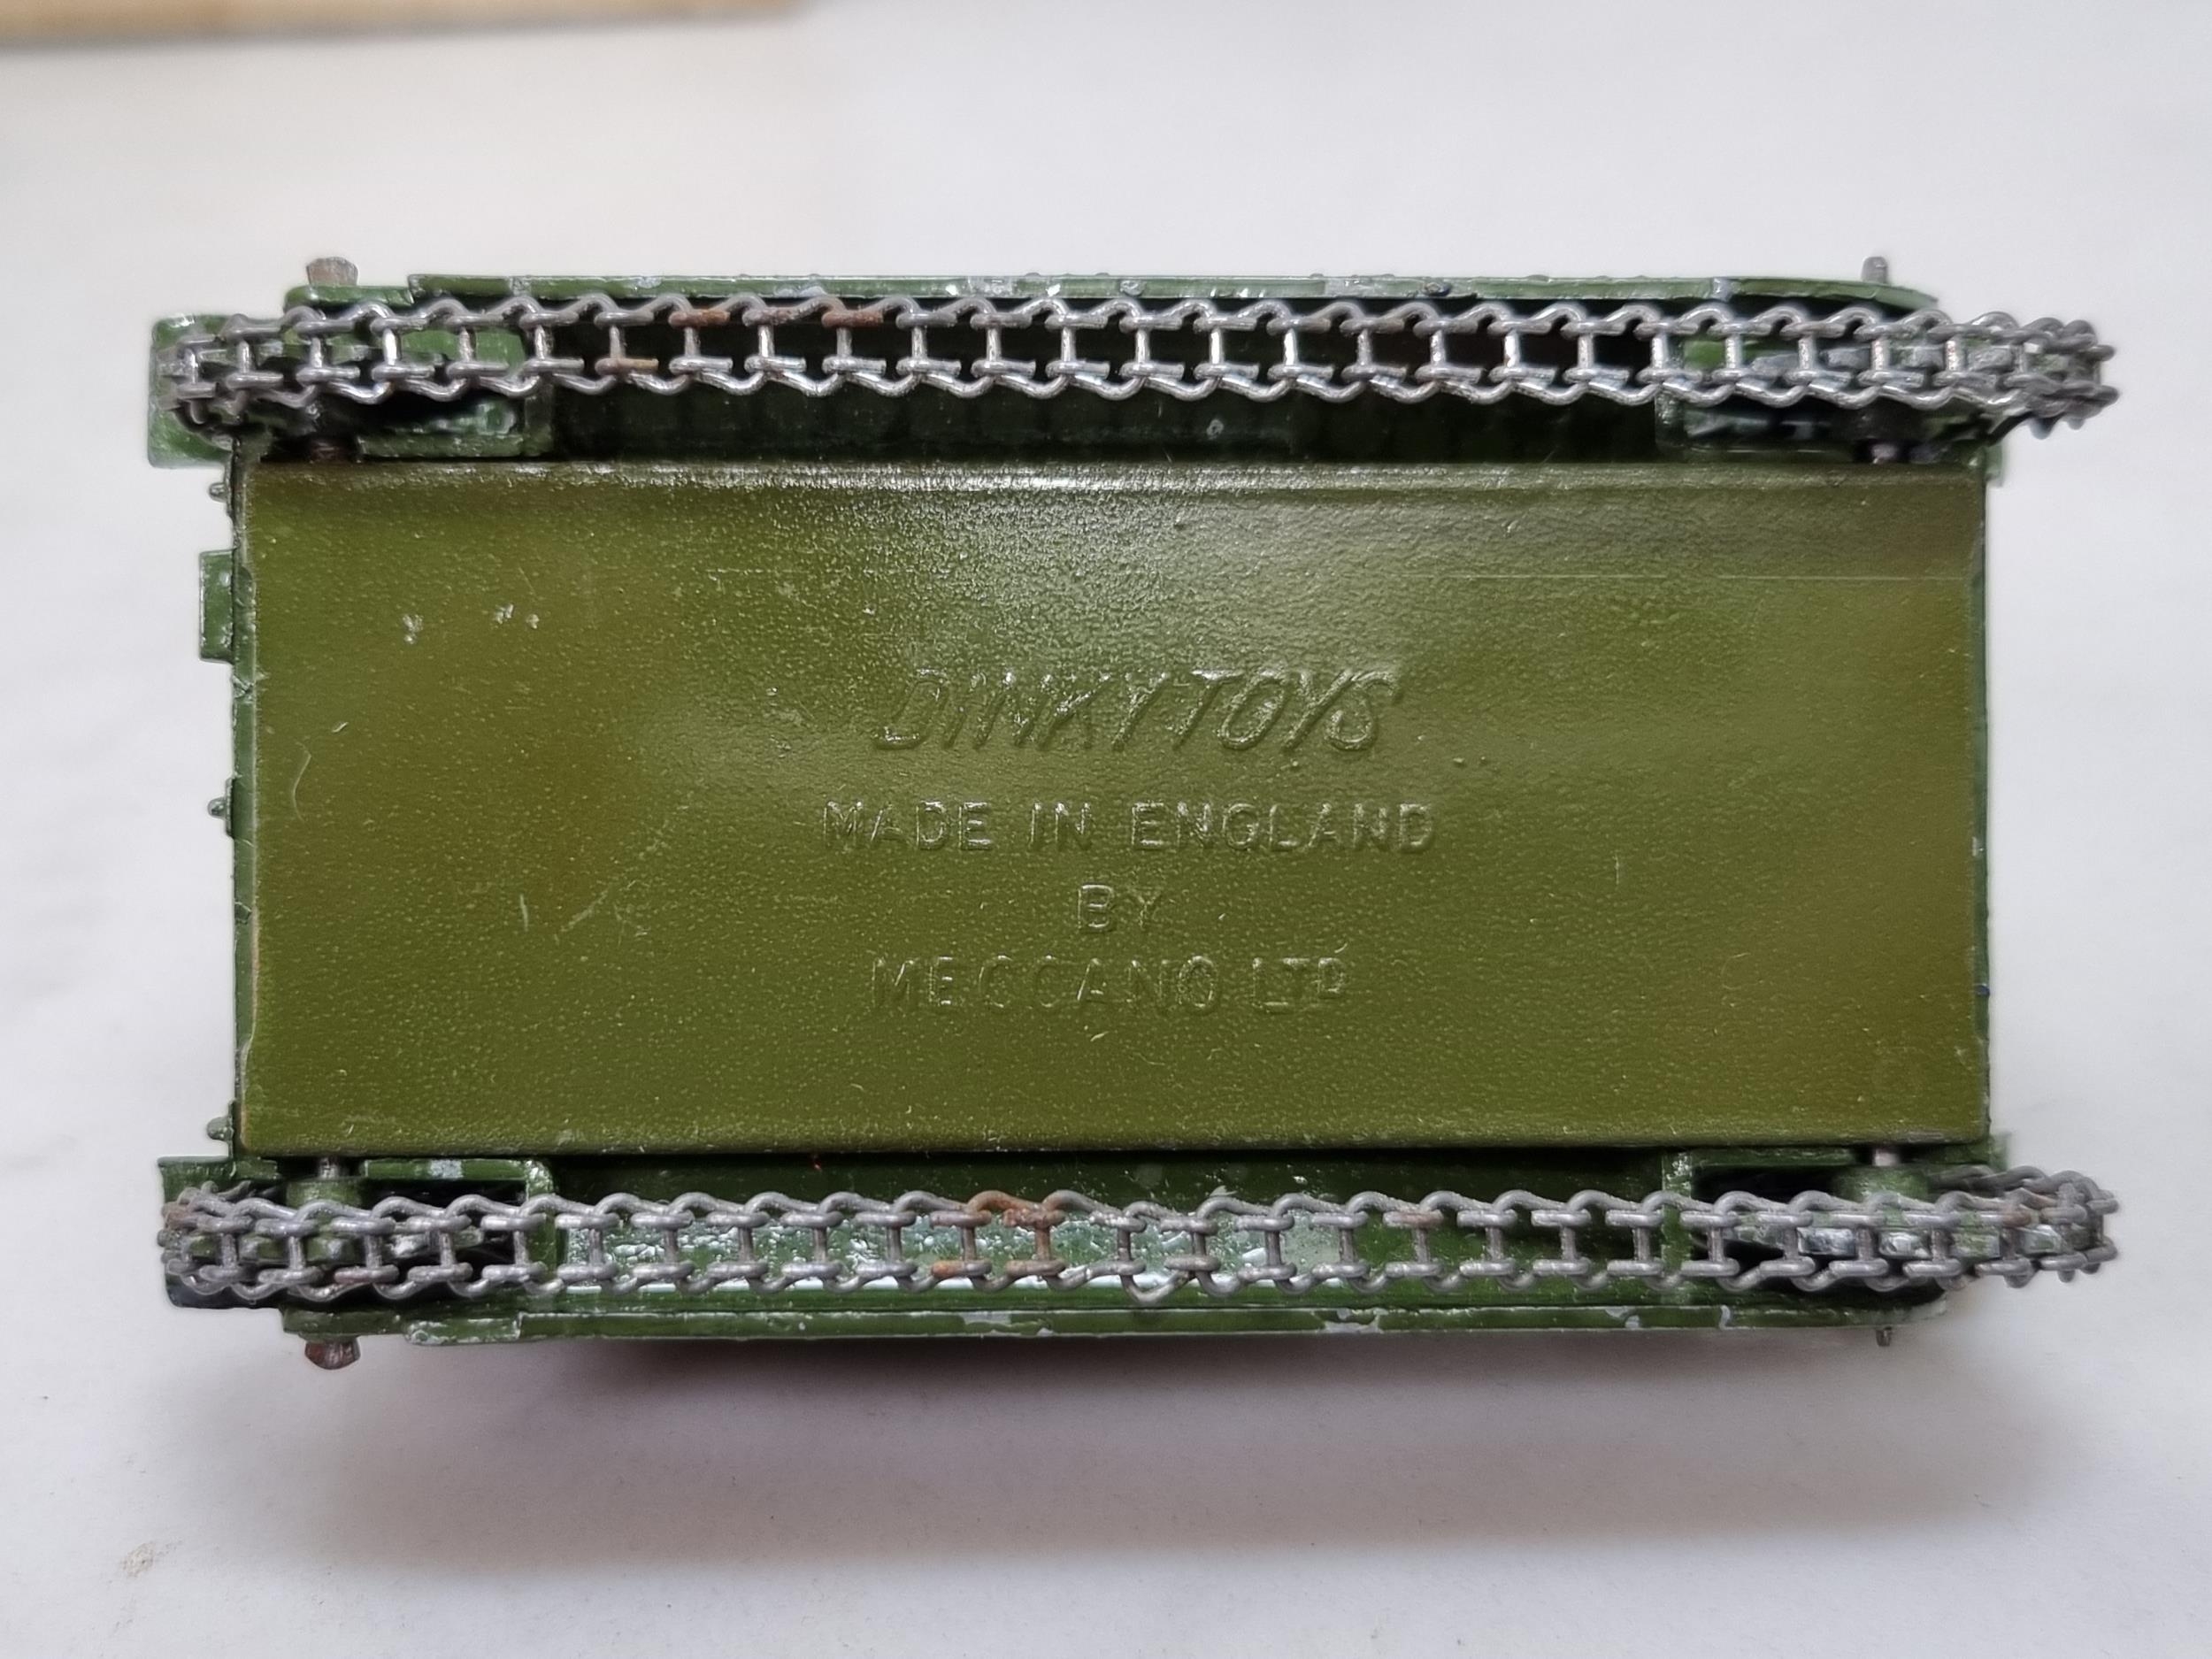 DINKY TOYS
MADE IN ENGLAND
BY
MECCANO LTD